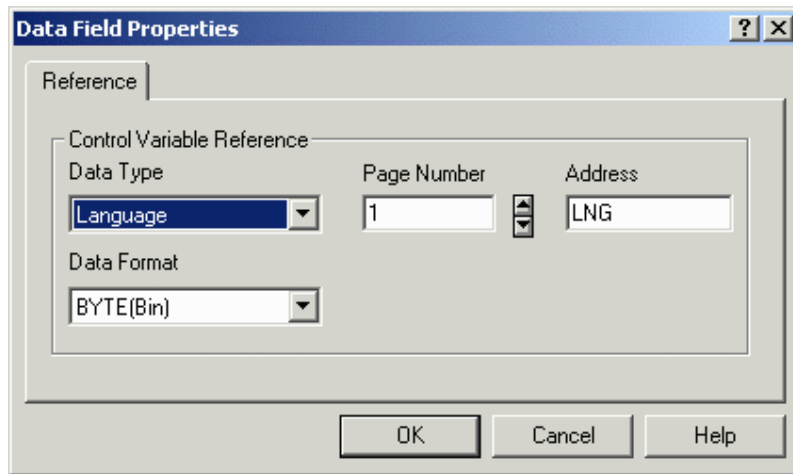 Data Field Properties
Reference
Control Variable Reference
Data Type Page Number Address
Language 1 LNG
Data Format
BYTE(Bin)
OK Cancel Help